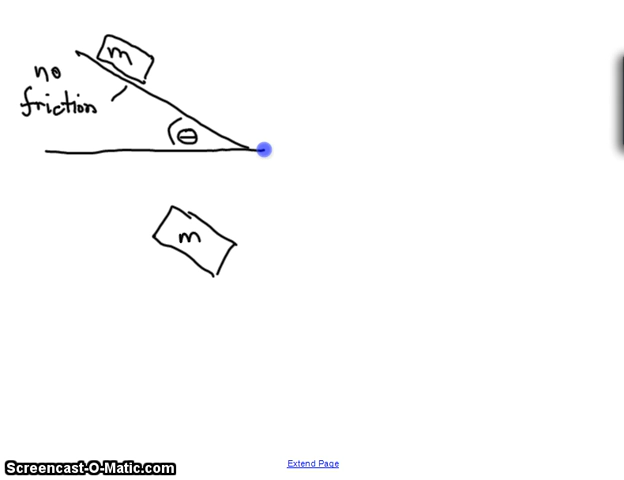 m
no
friction
θ
m
Extend Page
Screencast-O-Matic.com